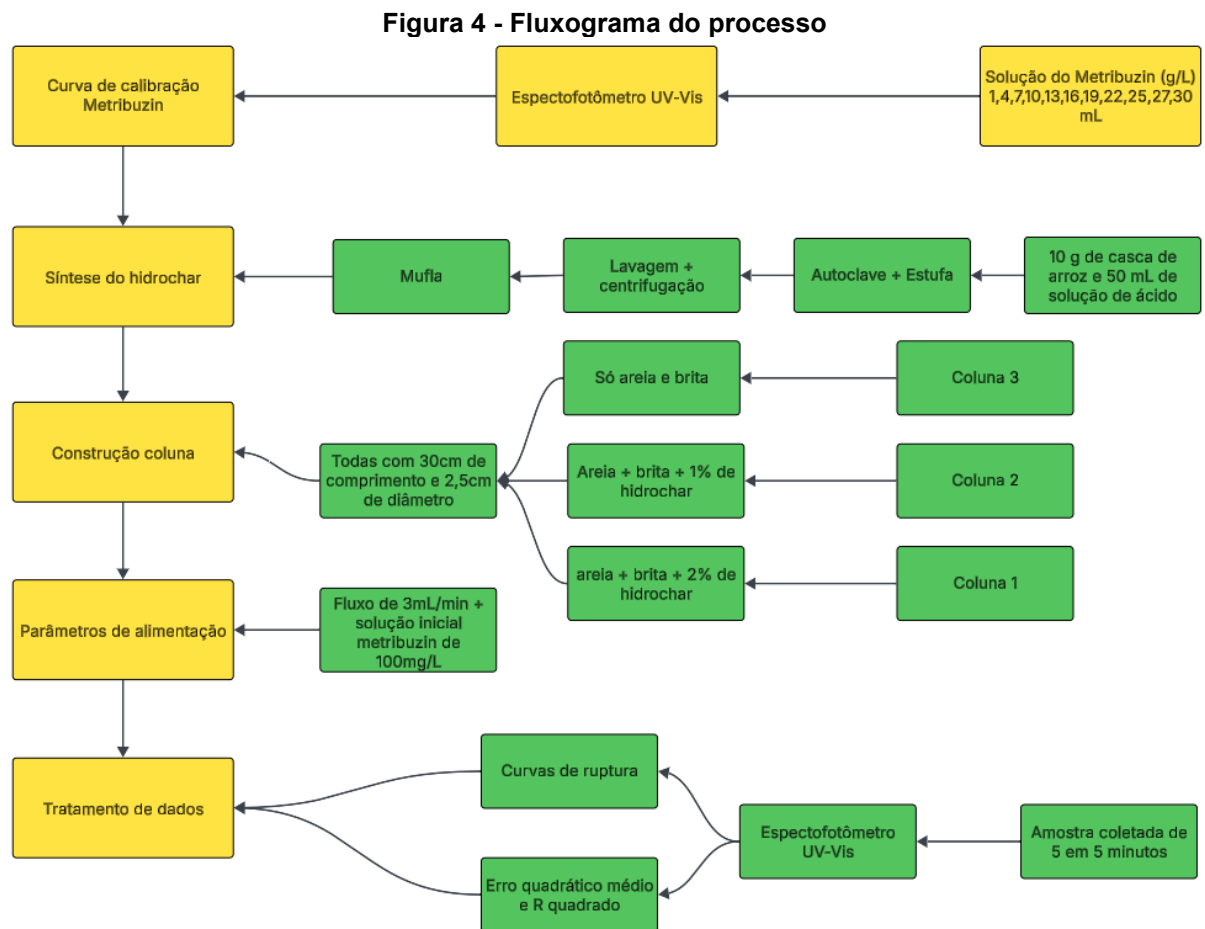 Figura 4 - Fluxograma do processo
Curva de calibração
Metribuzin
Espectofotômetro UV-Vis
Solução do Metribuzin (g/L)
1,4,7,10,13,16,19,22,25,27,30
mL
Síntese do hidrochar
Mufla
Lavagem +
centrifugação
Autoclave + Estufa
10 g de casca de
arroz e 50 mL de
solução de ácido
Só areia e brita
Coluna 3
Construção coluna
Todas com 30cm de
comprimento e 2,5cm
de diâmetro
Areia + brita + 1% de
hidrochar
Coluna 2
areia + brita + 2% de
hidrochar
Coluna 1
Parâmetros de alimentação
Fluxo de 3mL/min +
solução inicial
metribuzin de
100mg/L
Tratamento de dados
Curvas de ruptura
Espectofotômetro
UV-Vis
Amostra coletada de
5 em 5 minutos
Erro quadrático médio
e R quadrado